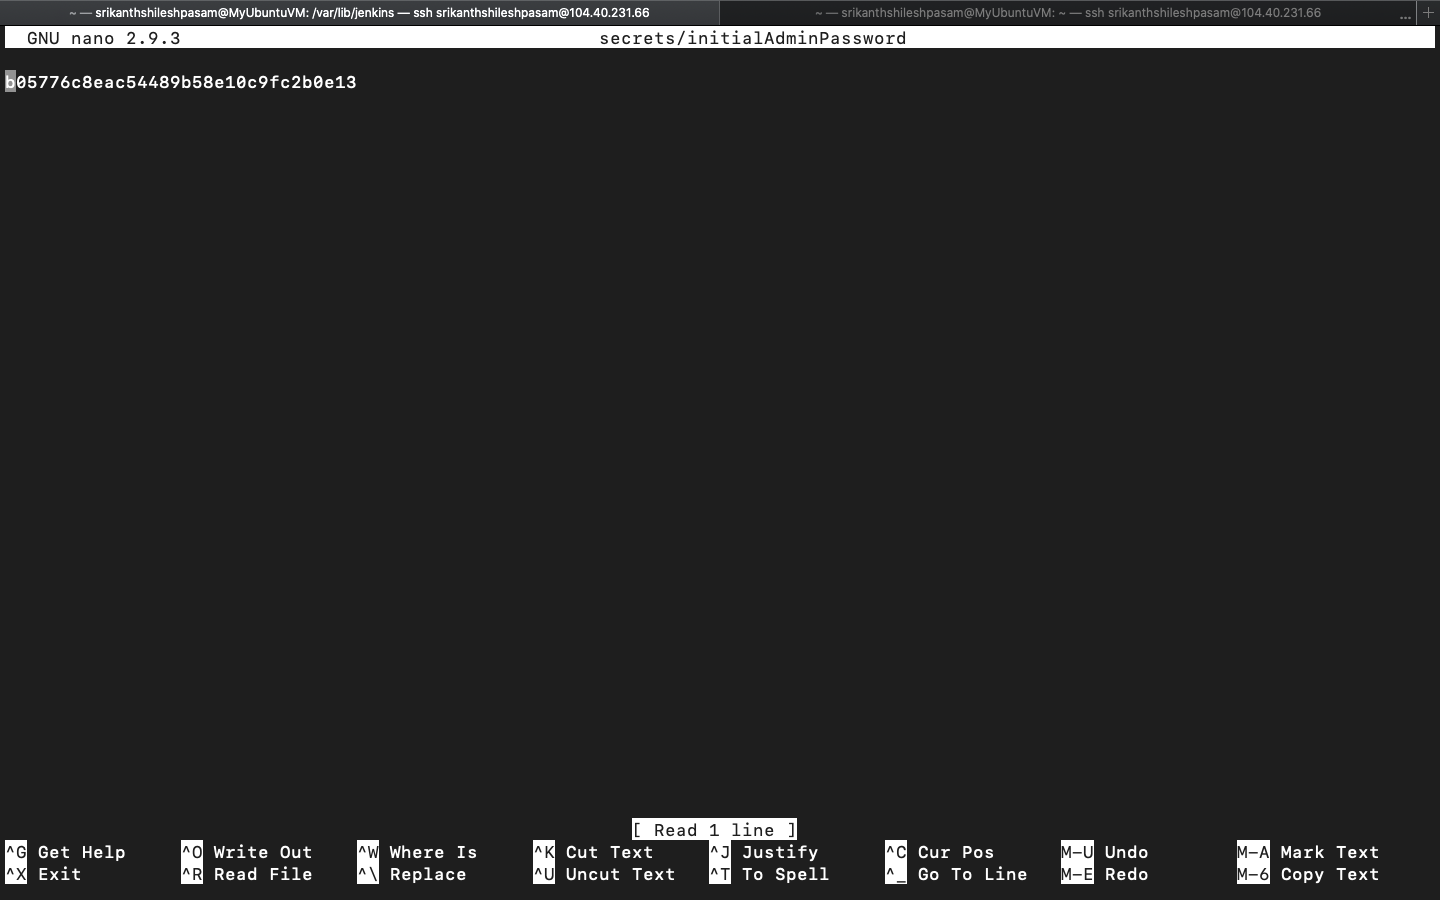 ~ — srikanthshileshpasam@MyUbuntuVM: /var/lib/jenkins — ssh srikanthshileshpasam@104.40.231.66
~ — srikanthshileshpasam@MyUbuntuVM: ~ — ssh srikanthshileshpasam@104.40.231.66 ... +
GNU nano 2.9.3 secrets/initialAdminPassword
b05776c8eac54489b58e10c9fc2b0e13
[ Read 1 line ]
^G Get Help ^O Write Out ^W Where Is ^K Cut Text ^J Justify ^C Cur Pos M-U Undo M-A Mark Text
^X Exit ^R Read File ^\ Replace ^U Uncut Text ^T To Spell ^_ Go To Line M-E Redo M-6 Copy Text